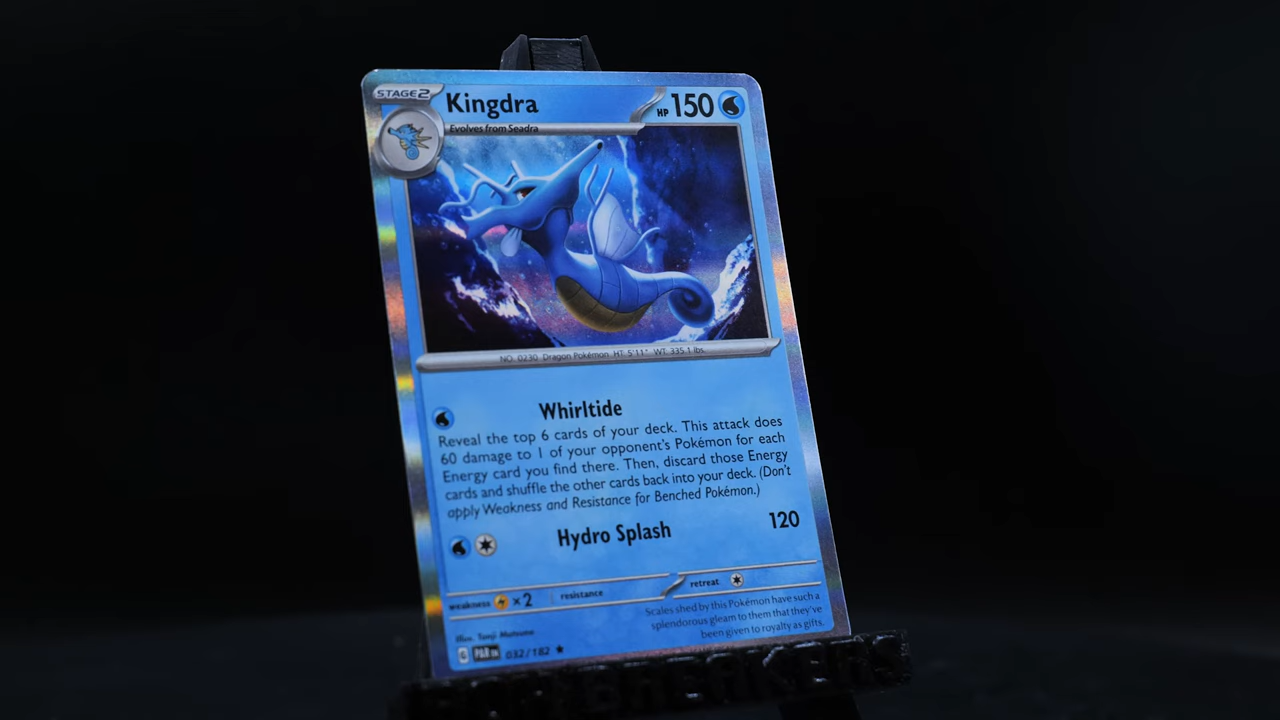 STAGE2
Kingdra
HP 150
Evolves from Seadra
NO. 0230 Dragon Pokémon HT: 5'11" WT: 335.1 lbs.
Whirltide
Reveal the top 6 cards of your deck. This attack does
60 damage to 1 of your opponent's Pokémon for each
Energy card you find there. Then, discard those Energy
cards and shuffle the other cards back into your deck. (Don't
apply Weakness and Resistance for Benched Pokémon.)
Hydro Splash 120
weakness ×2 resistance retreat
Scales shed by this Pokémon have such a
splendorous gleam to them that they've
been given to royalty as gifts.
Illus.
G PAR EN 032/182
BREAKERS